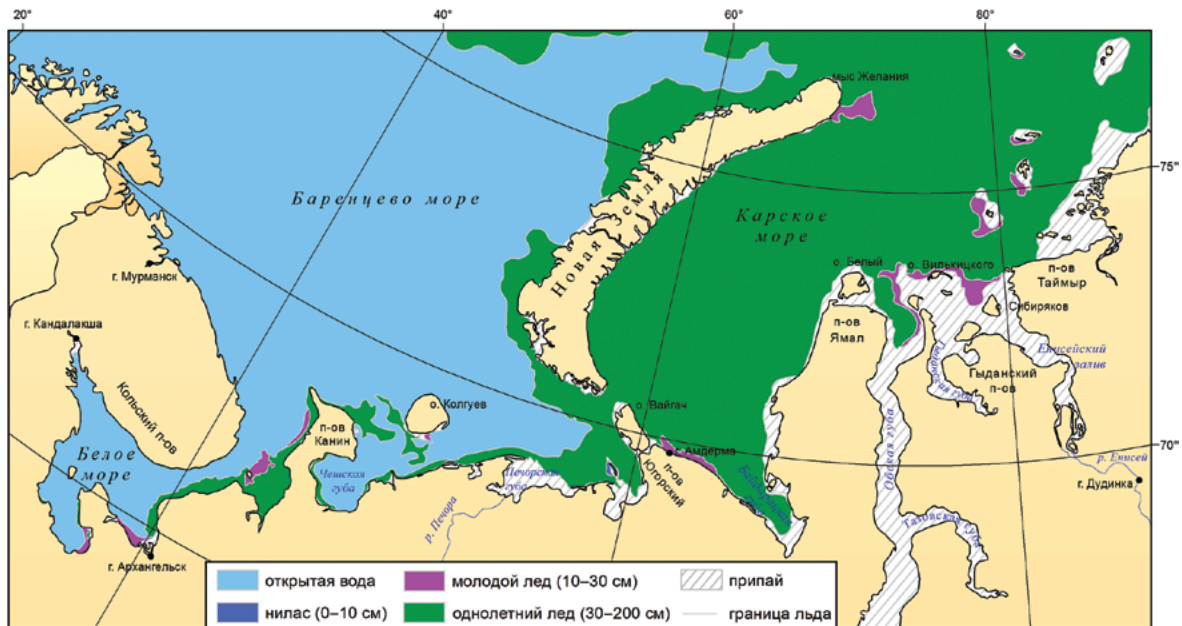 20°
40°
60°
80°
мыс Желания
75°
Баренцево море
Новая Земля
Карское
море
г. Мурманск
о. Белый
о. Вилькицкого
п-ов
Таймыр
г. Кандалакша
п-ов
Ямал
о. Сибиряков
Енисейский
залив
Гыданская губа
Гыданский
п-ов
Кольский п-ов
о. Колгуев
о. Вайгач
п-ов
Канин
Белое
море
г. Амдерма
70°
Чешская
губа
Печорская
губа
Югорский
п-ов
Обская губа
р. Енисей
г. Дудинка
р. Печора
Тазовская губа
г. Архангельск
открытая вода
молодой лед (10–30 см)
припай
нилас (0–10 см)
однолетний лед (30–200 см)
граница льда